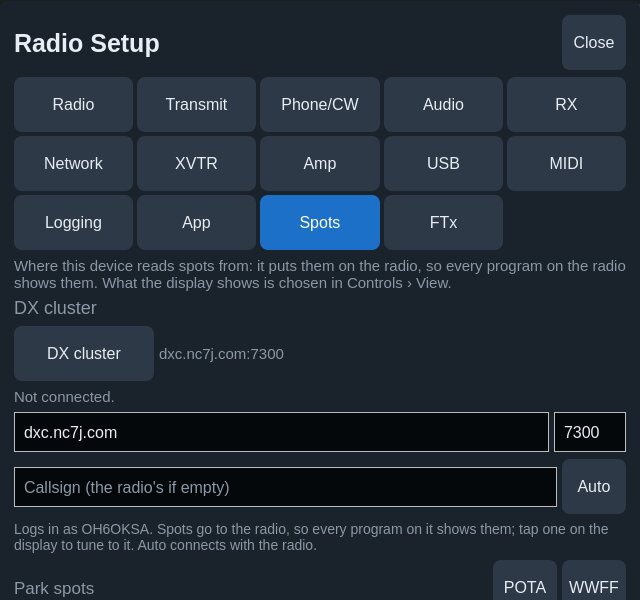 Radio Setup
Close
Radio
Transmit
Phone/CW
Audio
RX
Network
XVTR
Amp
USB
MIDI
Logging
App
Spots
FTx
Where this device reads spots from: it puts them on the radio, so every program on the radio
shows them. What the display shows is chosen in Controls › View.
DX cluster
DX cluster
dxc.nc7j.com:7300
Not connected.
dxc.nc7j.com
7300
Callsign (the radio's if empty)
Auto
Logs in as OH6OKSA. Spots go to the radio, so every program on it shows them; tap one on the
display to tune to it. Auto connects with the radio.
Park spots
POTA
WWFF